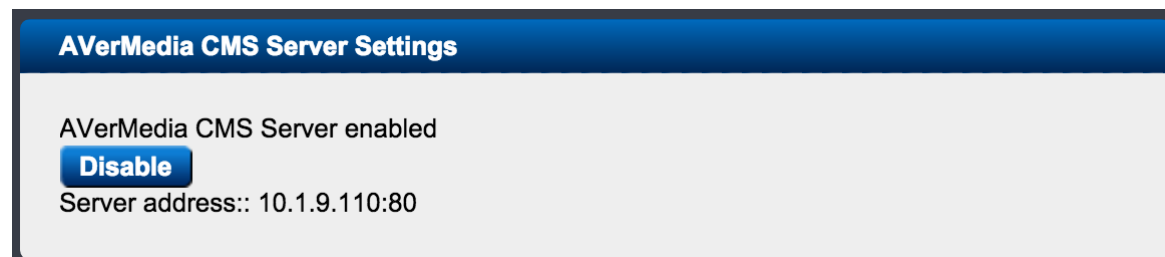 AVerMedia CMS Server Settings
AVerMedia CMS Server enabled
Disable
Server address:: 10.1.9.110:80